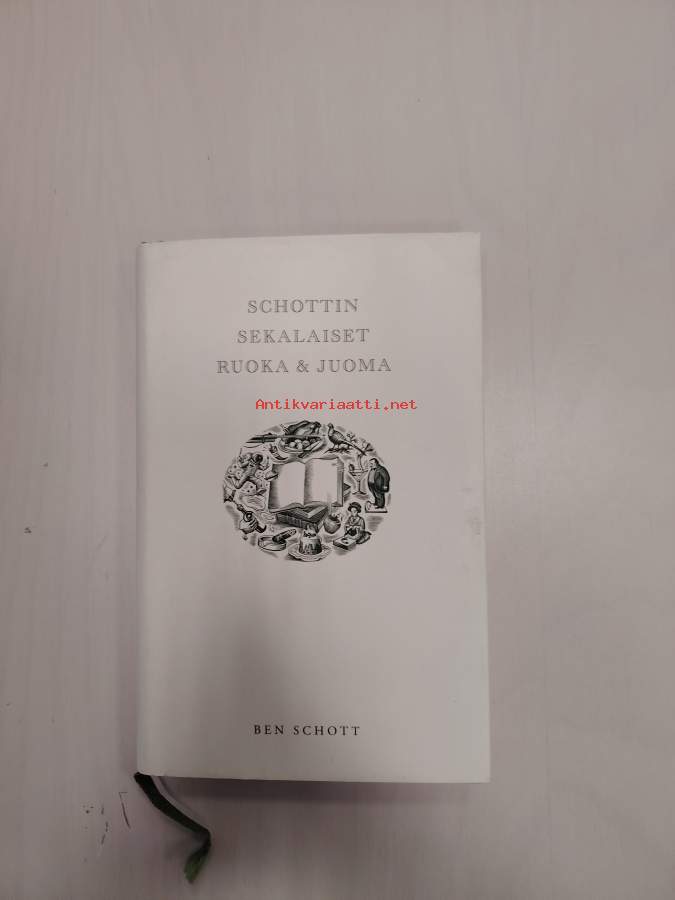 SCHOTTIN
SEKALAISET
RUOKA & JUOMA
Antikvariaatti.net
BEN SCHOTT